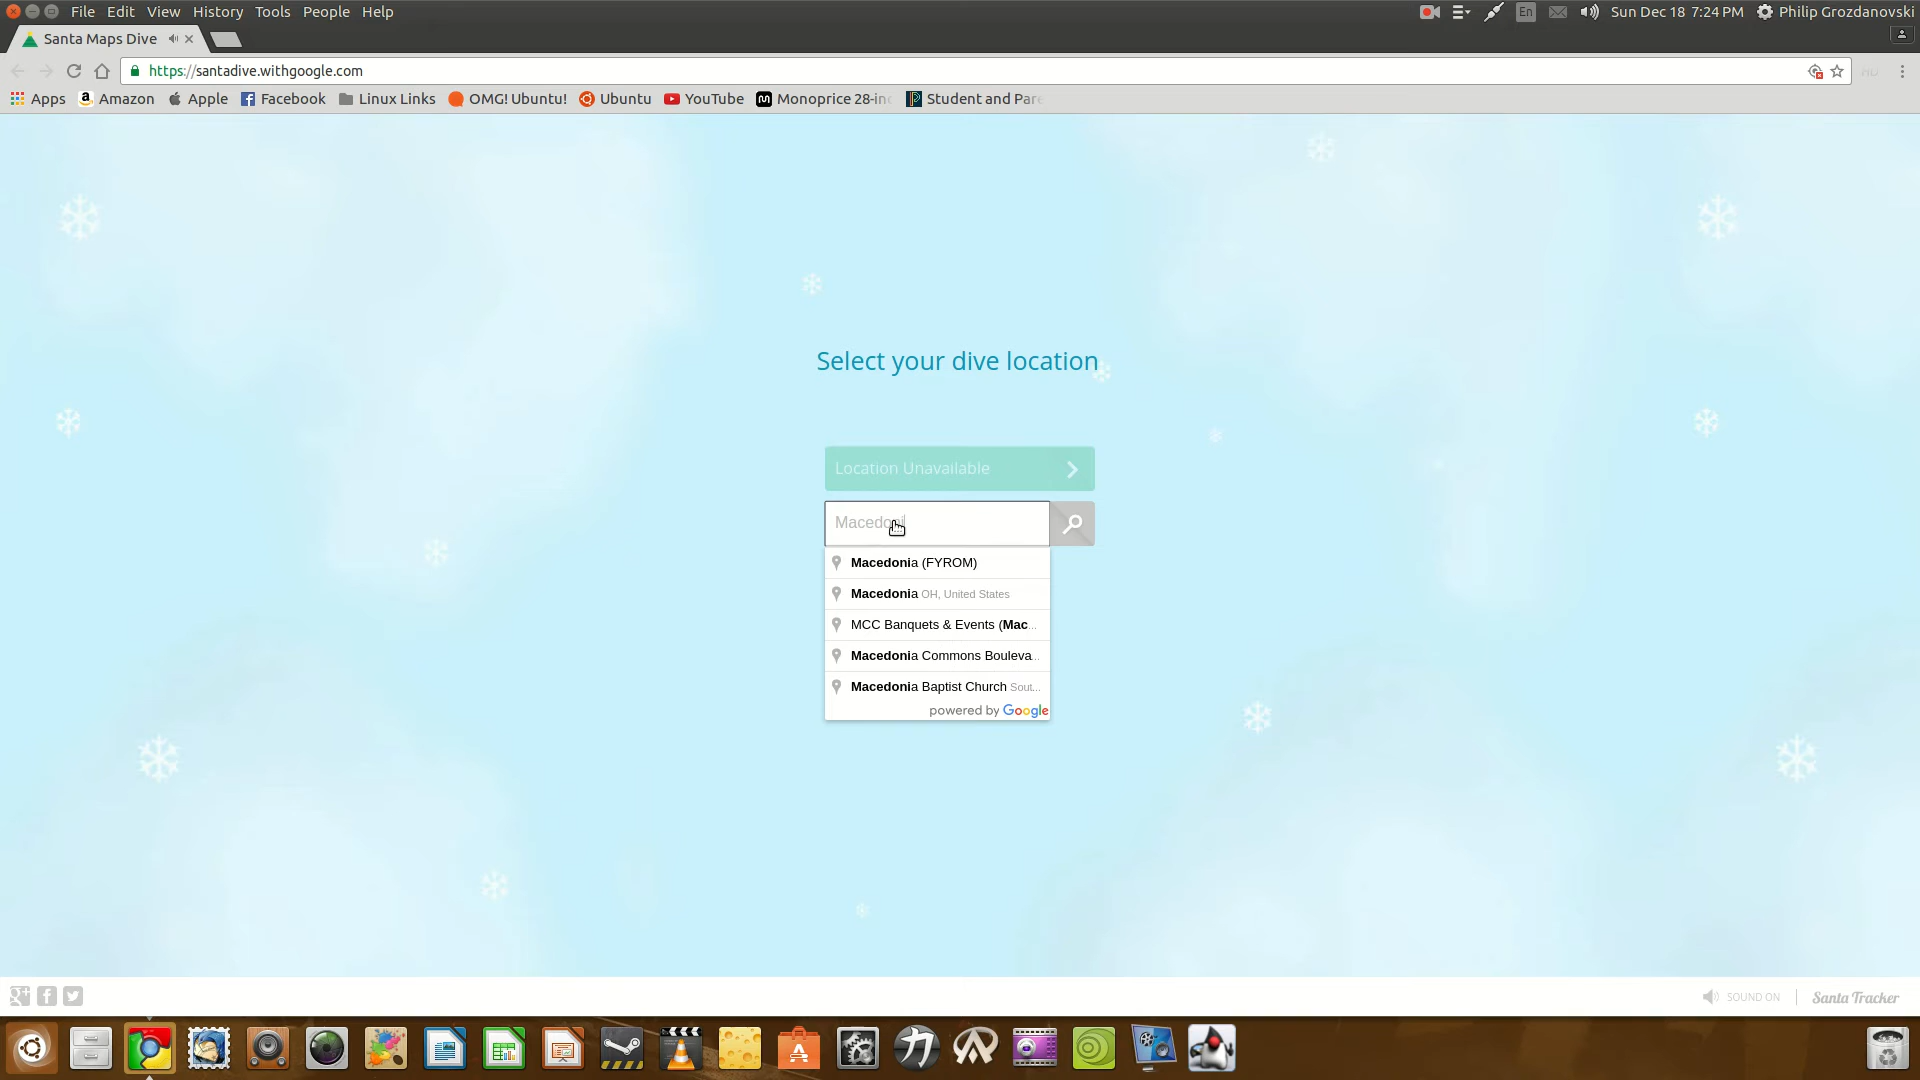 File Edit View History Tools People Help
En Sun Dec 18 7:24 PM Philip Grozdanovski
Santa Maps Dive
https://santadive.withgoogle.com
Apps Amazon Apple Facebook Linux Links OMG! Ubuntu! Ubuntu YouTube Monoprice 28-in Student and Pare
Select your dive location
Location Unavailable
Macedoni
Macedonia (FYROM)
Macedonia OH, United States
MCC Banquets & Events (Mac...
Macedonia Commons Bouleva...
Macedonia Baptist Church Sout...
powered by Google
SOUND ON Santa Tracker